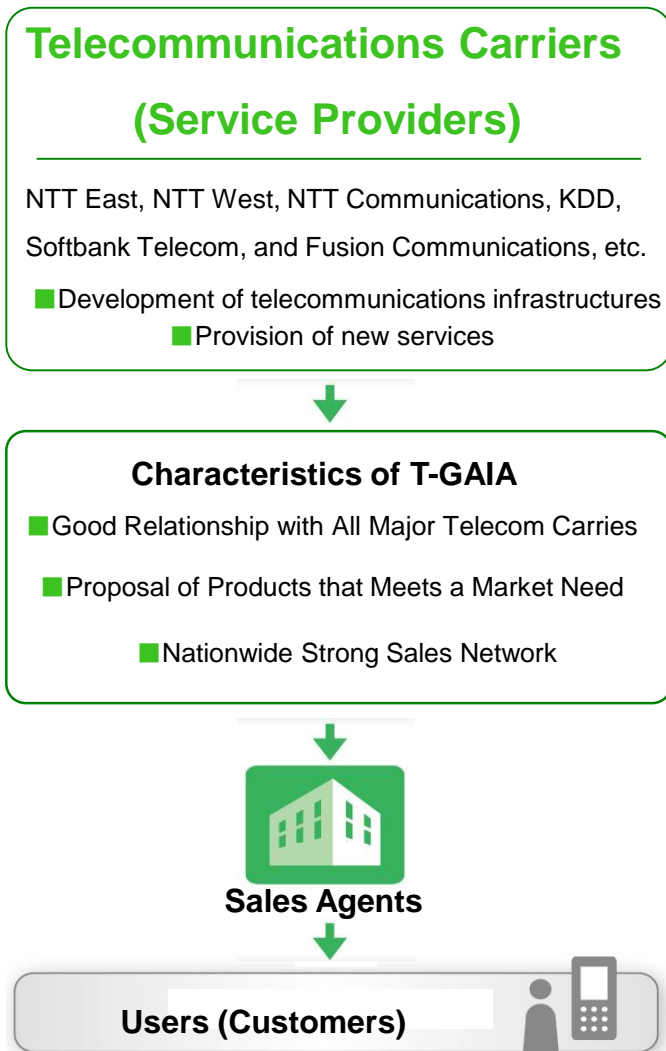 Telecommunications Carriers
(Service Providers)
NTT East, NTT West, NTT Communications, KDD,
Softbank Telecom, and Fusion Communications, etc.
Development of telecommunications infrastructures
Provision of new services
Characteristics of T-GAIA
Good Relationship with All Major Telecom Carries
Proposal of Products that Meets a Market Need
Nationwide Strong Sales Network
Sales Agents
Users (Customers)